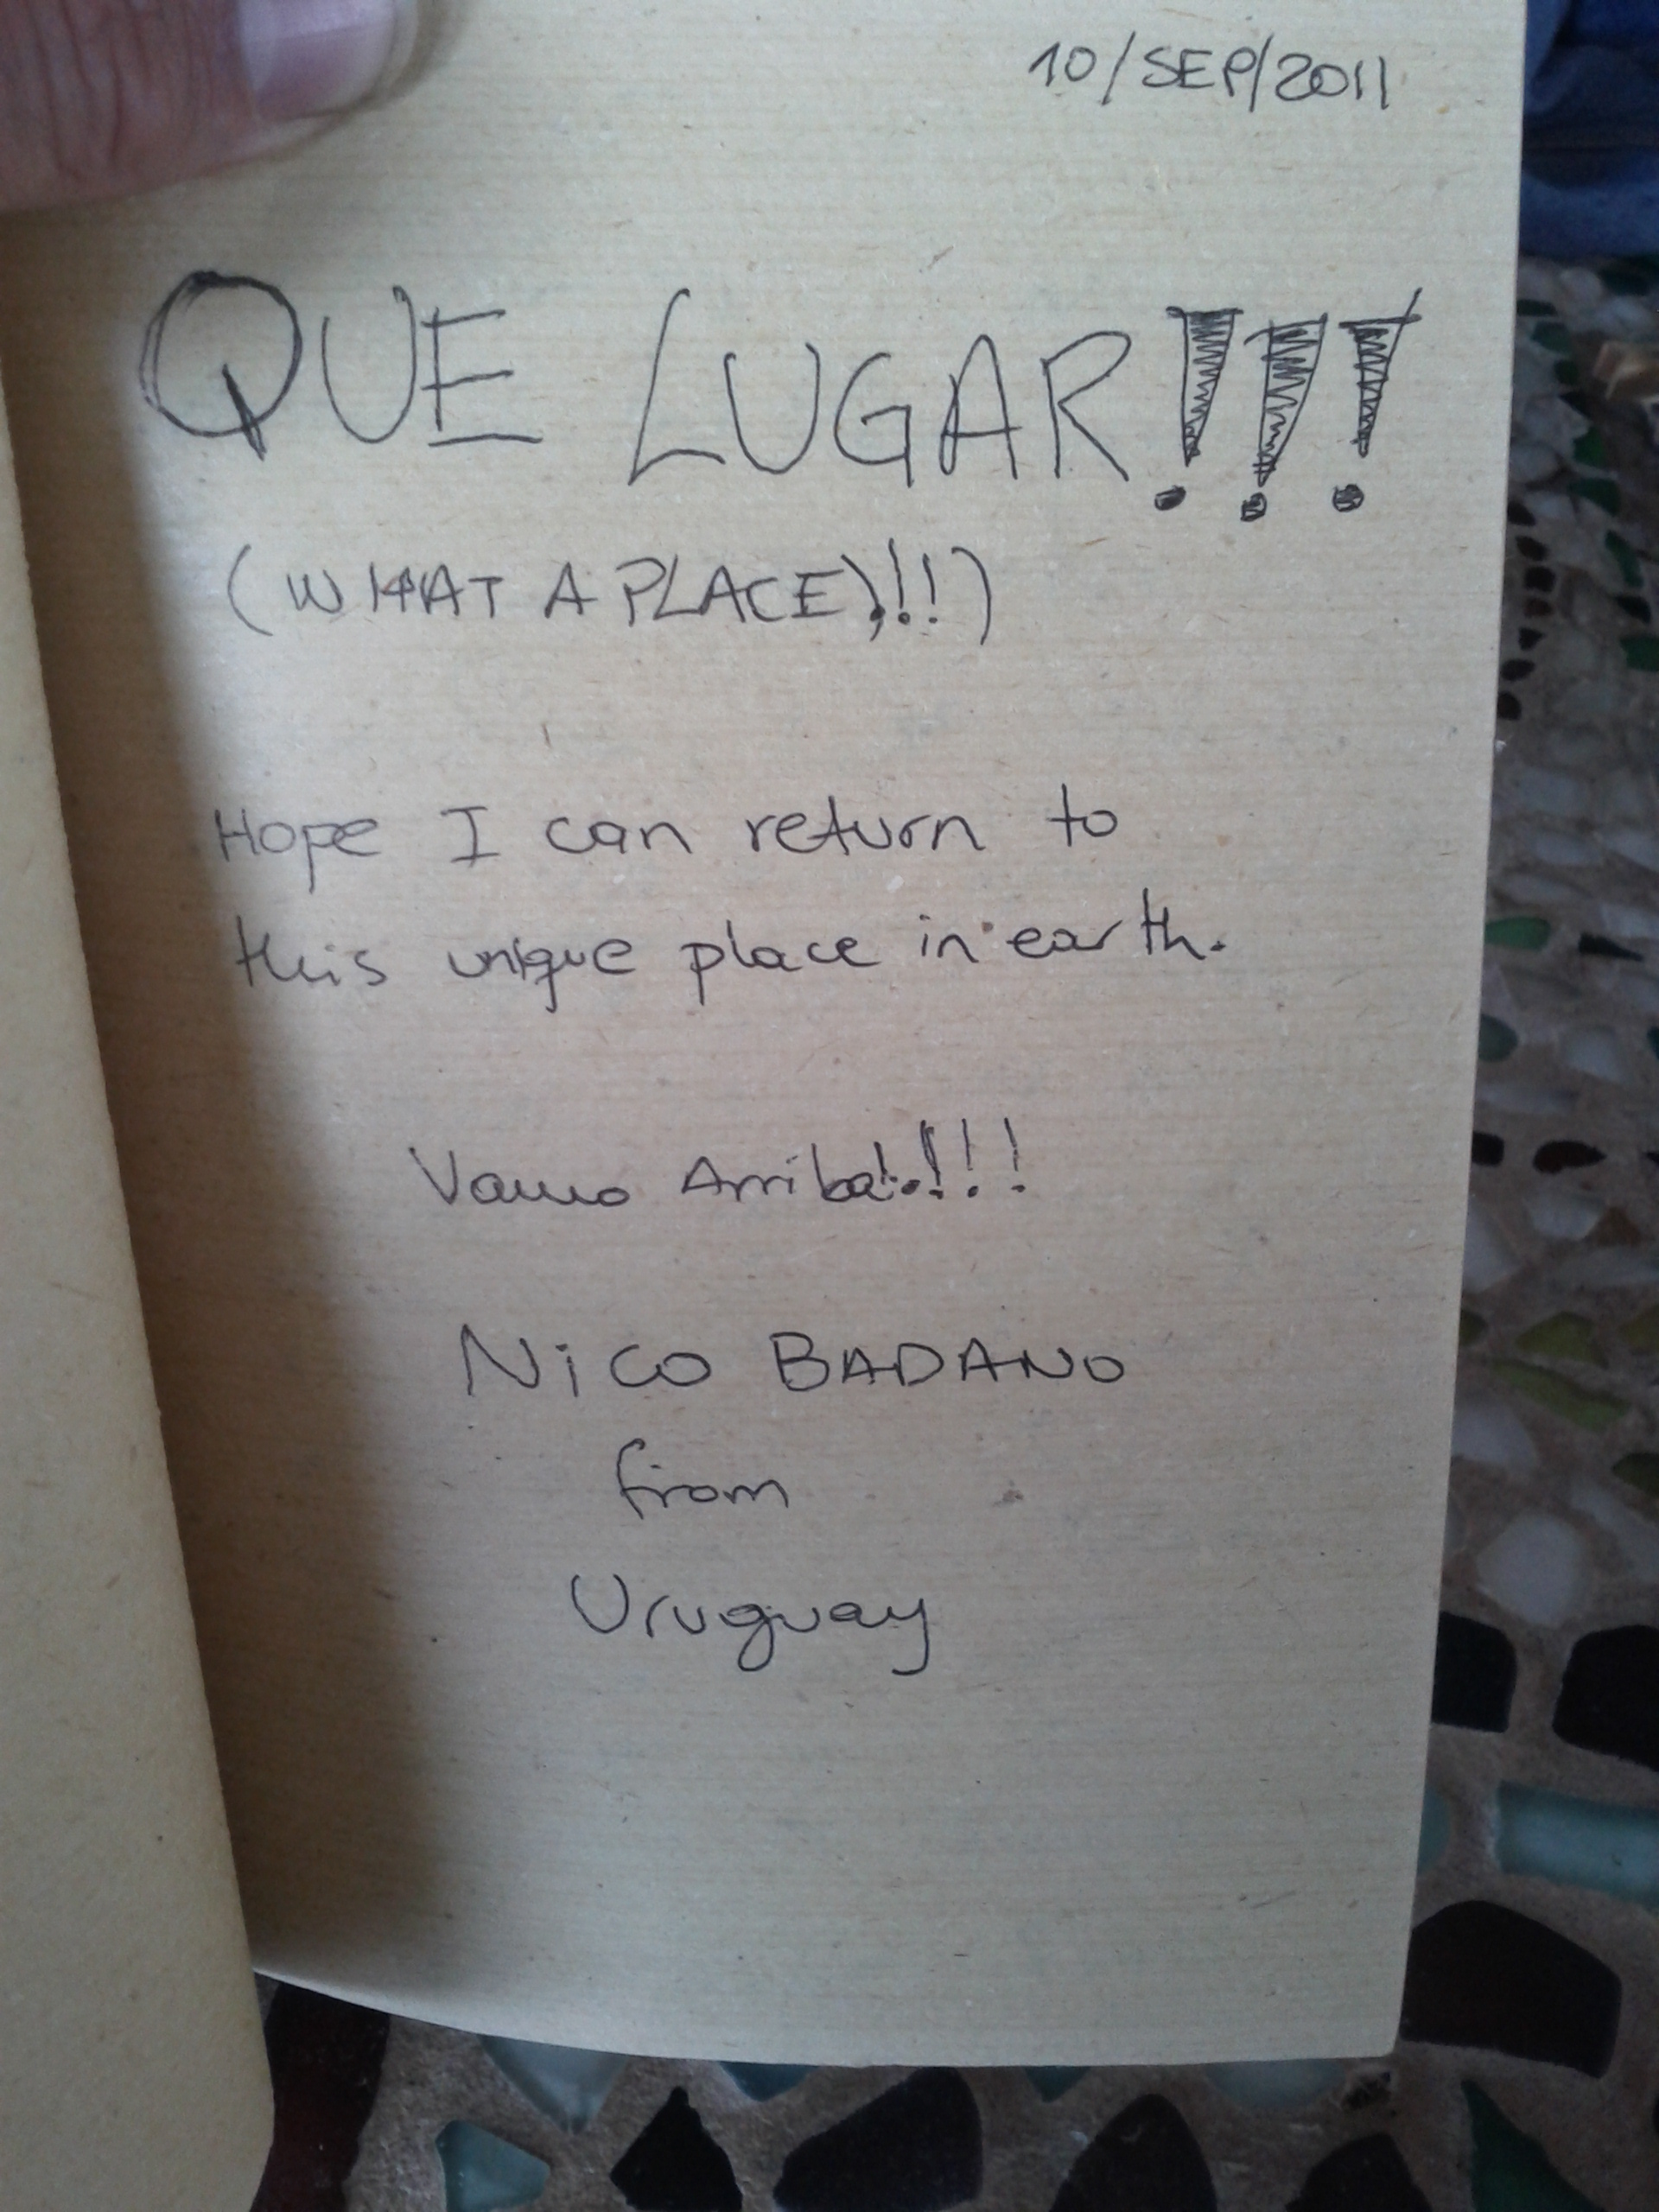 10/SEP/2011
QUE LUGAR!!!
(WHAT A PLACE)!!!)
Hope I can return to
this unique place in earth.
Vamo Arriba!!!!
NiCO BADANO
from
Uruguay